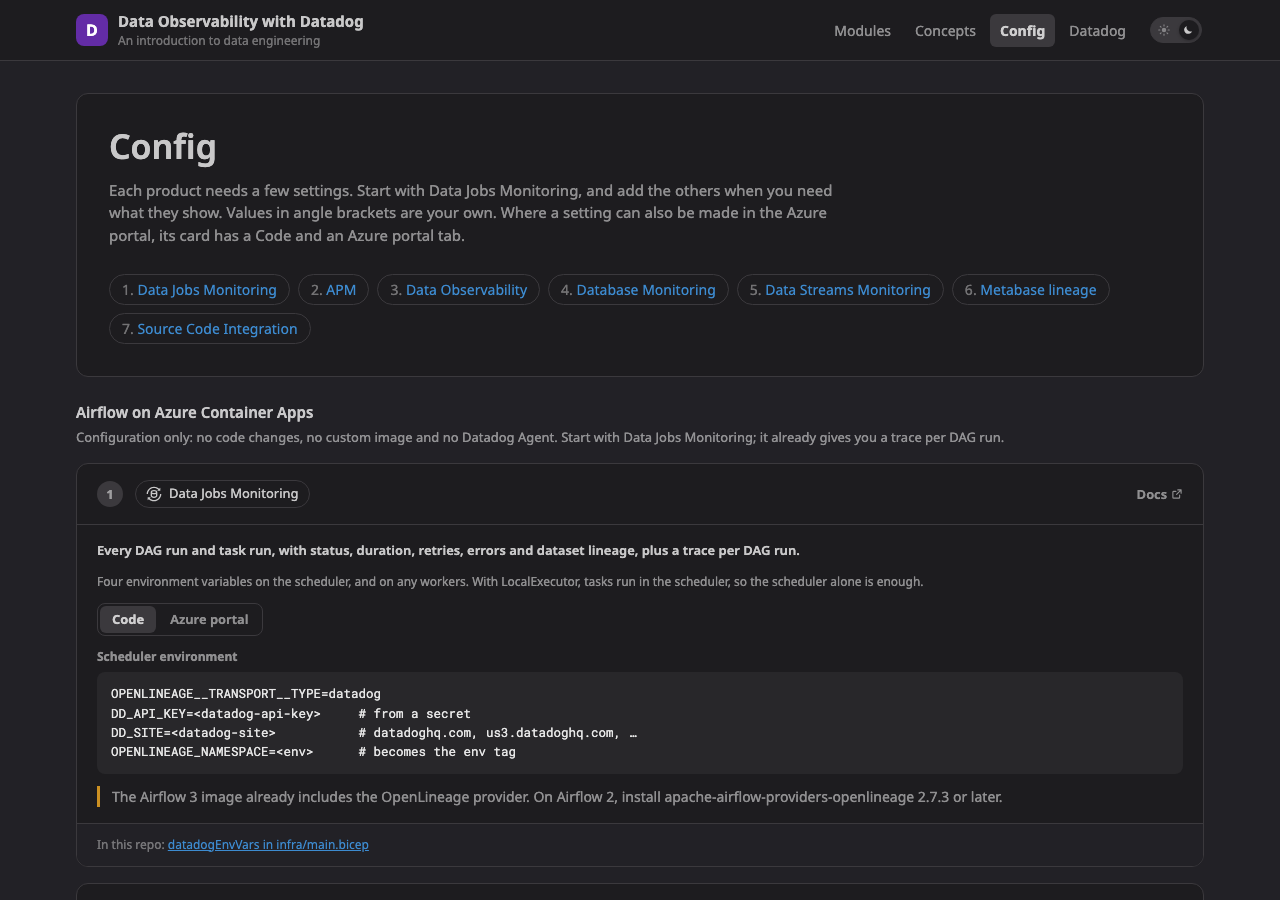 D
Data Observability with Datadog
An introduction to data engineering
Modules
Concepts
Config
Datadog
Config
Each product needs a few settings. Start with Data Jobs Monitoring, and add the others when you need
what they show. Values in angle brackets are your own. Where a setting can also be made in the Azure
portal, its card has a Code and an Azure portal tab.
1. Data Jobs Monitoring
2. APM
3. Data Observability
4. Database Monitoring
5. Data Streams Monitoring
6. Metabase lineage
7. Source Code Integration
Airflow on Azure Container Apps
Configuration only: no code changes, no custom image and no Datadog Agent. Start with Data Jobs Monitoring; it already gives you a trace per DAG run.
1
Data Jobs Monitoring
Docs
Every DAG run and task run, with status, duration, retries, errors and dataset lineage, plus a trace per DAG run.
Four environment variables on the scheduler, and on any workers. With LocalExecutor, tasks run in the scheduler, so the scheduler alone is enough.
Code
Azure portal
Scheduler environment
OPENLINEAGE__TRANSPORT__TYPE=datadog
DD_API_KEY=<datadog-api-key>     # from a secret
DD_SITE=<datadog-site>           # datadoghq.com, us3.datadoghq.com, …
OPENLINEAGE_NAMESPACE=<env>      # becomes the env tag
The Airflow 3 image already includes the OpenLineage provider. On Airflow 2, install apache-airflow-providers-openlineage 2.7.3 or later.
In this repo: datadogEnvVars in infra/main.bicep